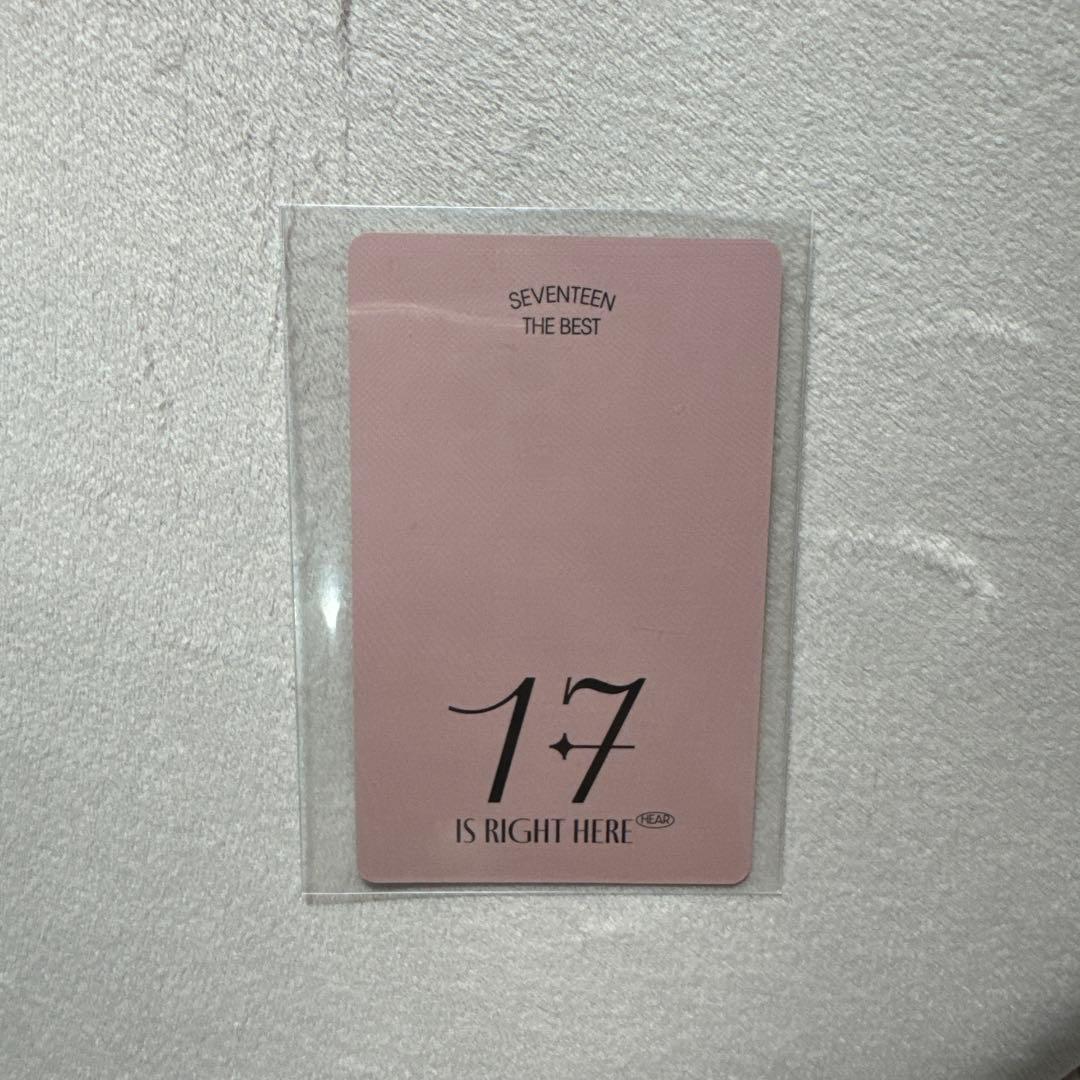 SEVENTEEN
THE BEST
17
IS RIGHT HERE HEAR